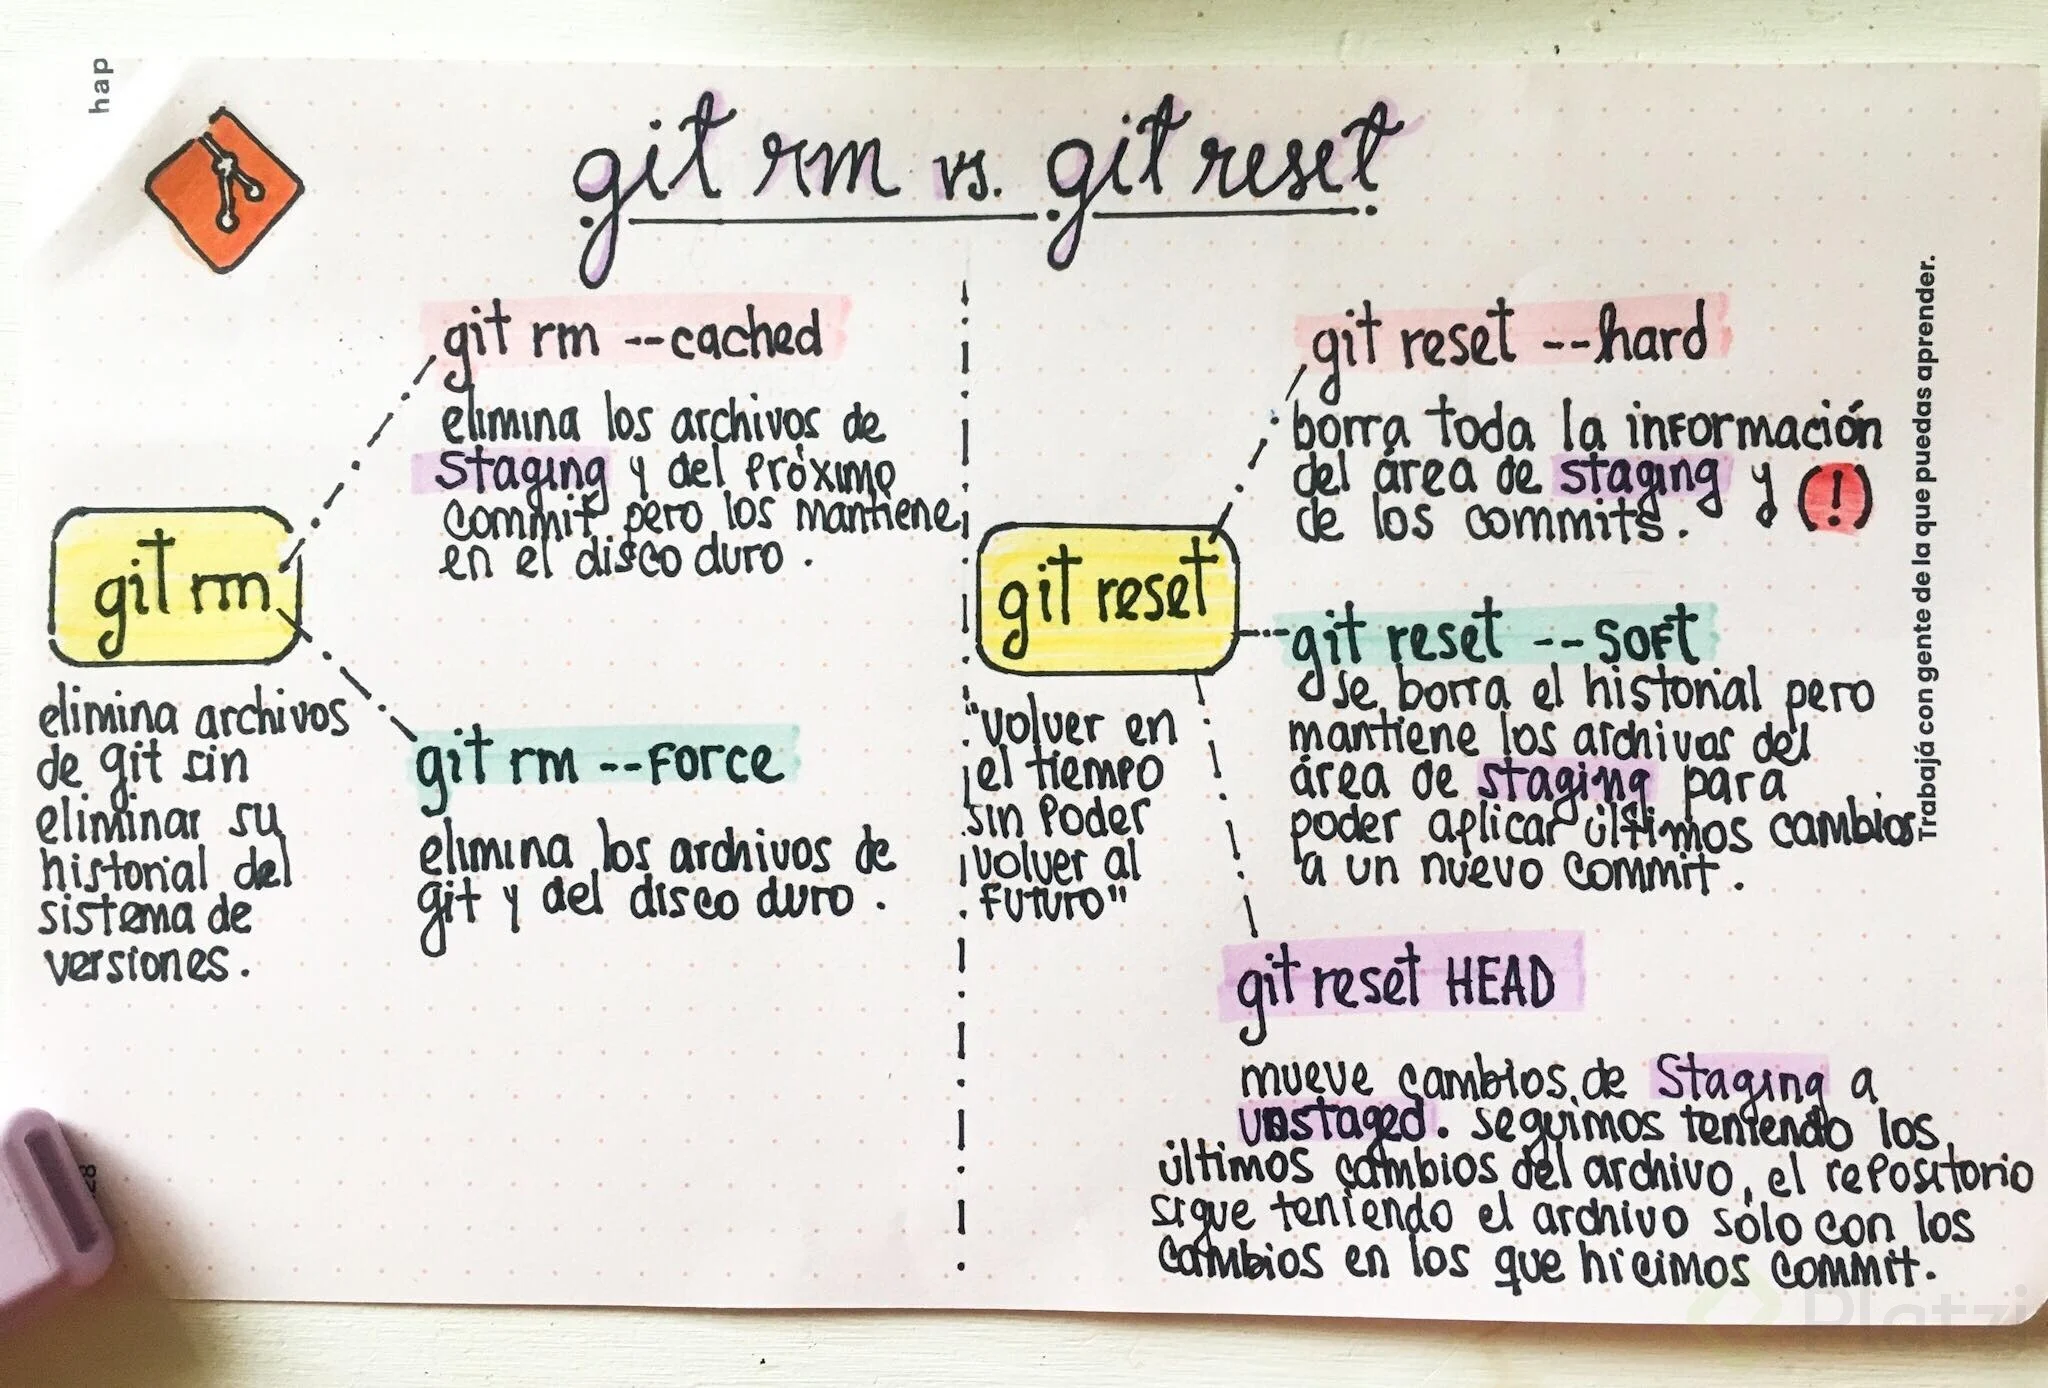 hap
git rm vs. git reset
git rm
elimina archivos
de git sin
eliminar su
historial del
sistema de
versiones.
git rm --cached
elimina los archivos de
staging y del próximo
commit pero los mantiene
en el disco duro.
git rm --force
elimina los archivos de
git y del disco duro.
git reset
"volver en
el tiempo
sin poder
volver al
futuro"
git reset --hard
borra toda la información
del área de staging y (!)
de los commits.
git reset --soft
se borra el historial pero
mantiene los archivos del
área de staging para
poder aplicar últimos cambios
a un nuevo commit.
git reset HEAD
mueve cambios de Staging a
unstaged. seguimos teniendo los
últimos cambios del archivo, el repositorio
sigue teniendo el archivo sólo con los
cambios en los que hicimos commit.
Trabajá con gente de la que puedas aprender.
28
Platzi